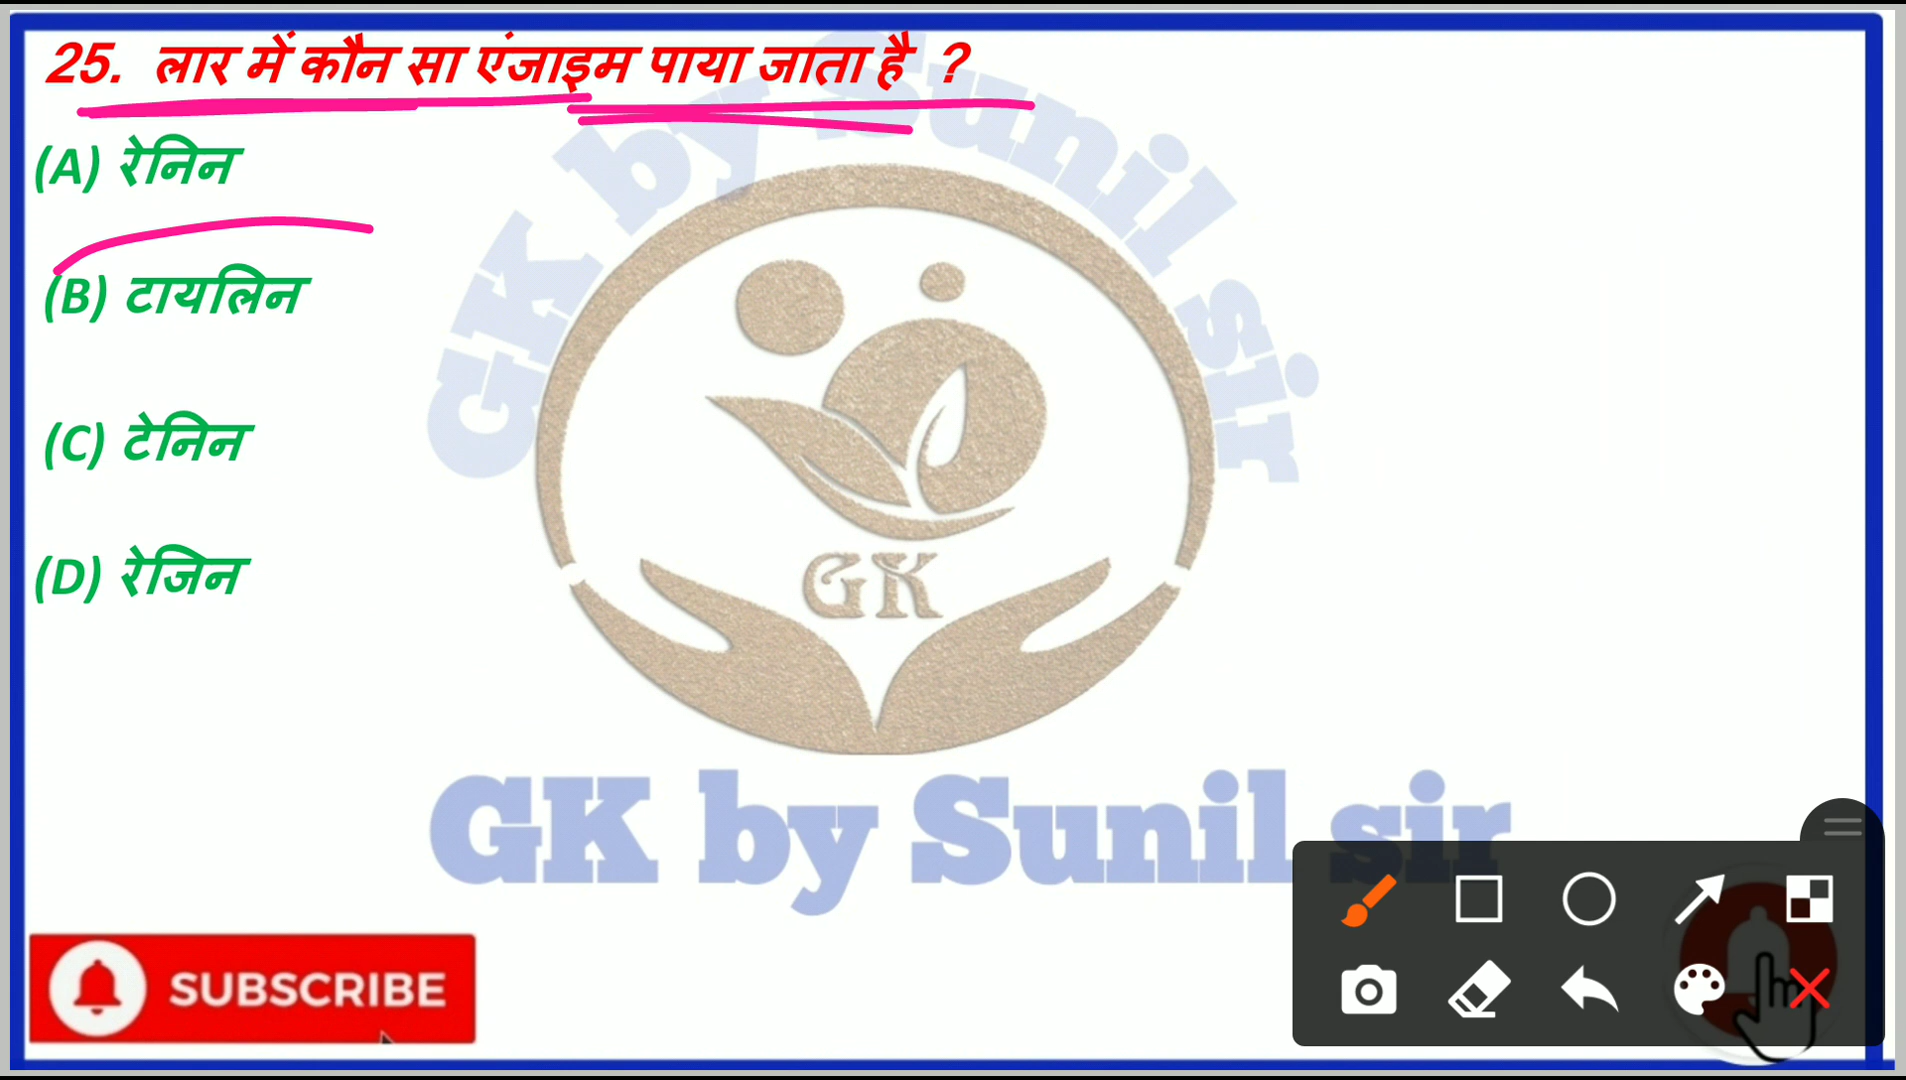 25. लार में कौन सा एंजाइम पाया जाता है ?
(A) रेनिन
(B) टायलिन
(C) टेनिन
(D) रेजिन
GK by Sunil sir
GK
GK by Sunil sir
SUBSCRIBE